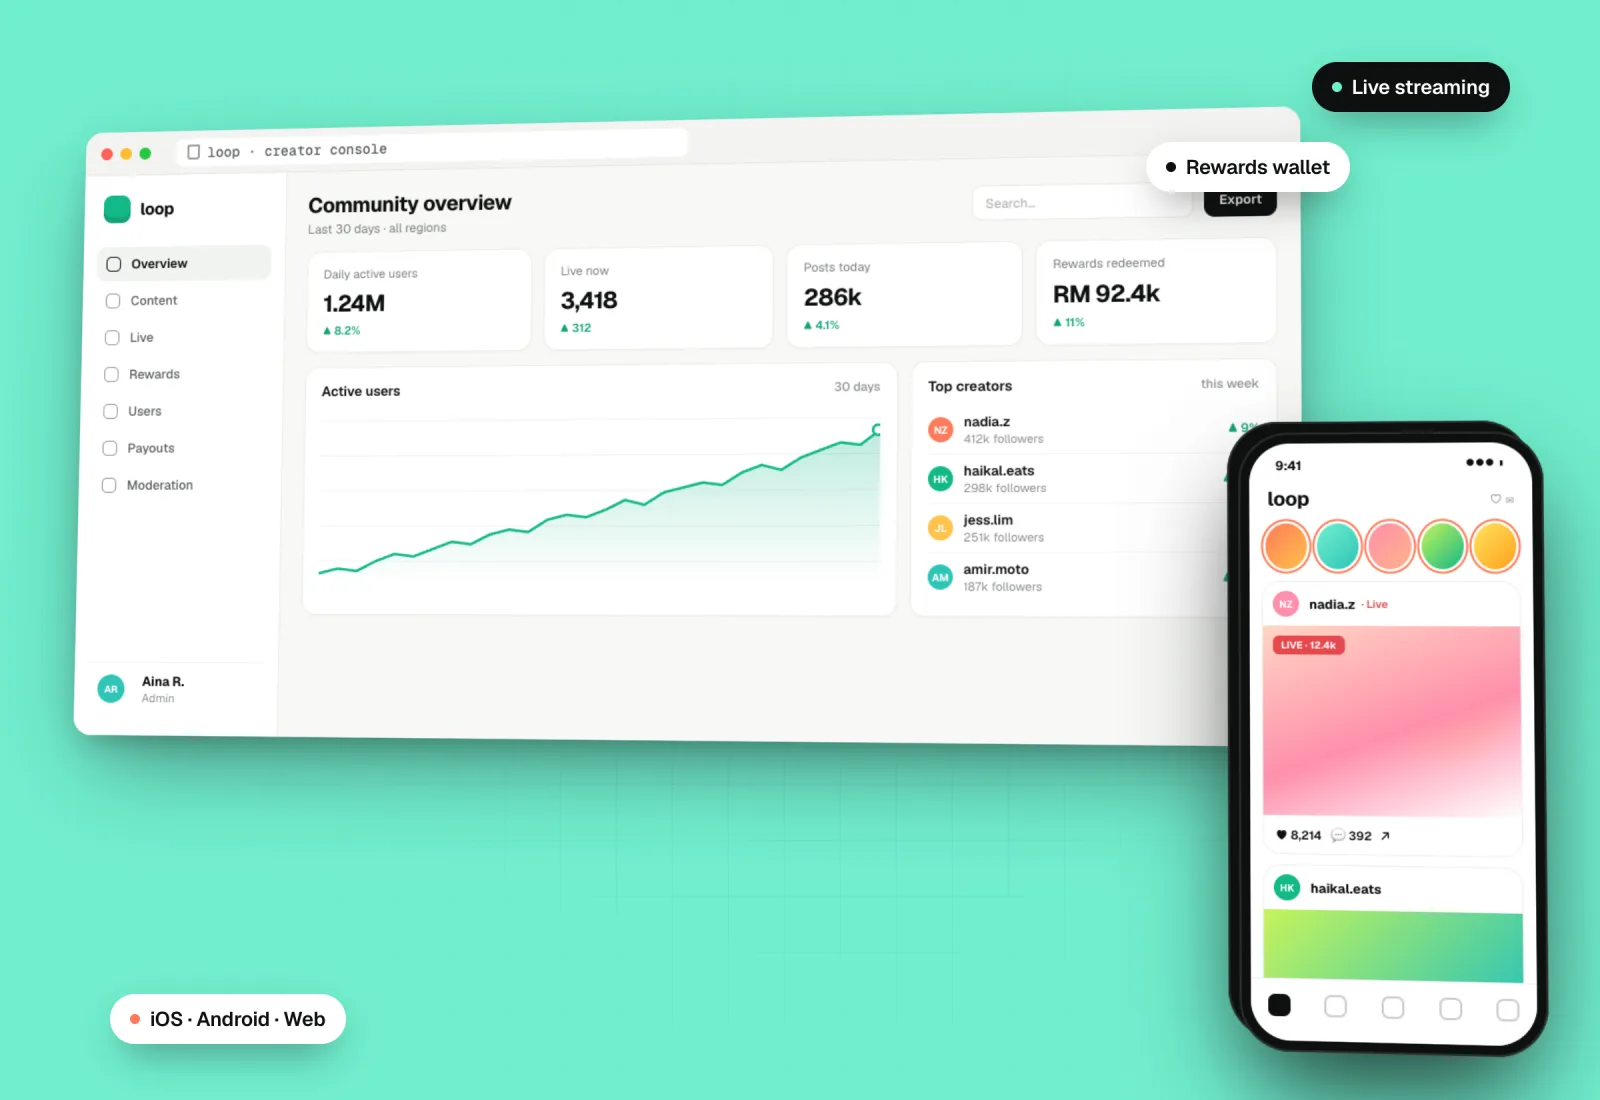 Live streaming
Rewards wallet
loop · creator console
loop
Overview
Content
Live
Rewards
Users
Payouts
Moderation
AR
Aina R.
Admin
Community overview
Last 30 days · all regions
Search...
Export
Daily active users
1.24M
▲ 8.2%
Live now
3,418
▲ 312
Posts today
286k
▲ 4.1%
Rewards redeemed
RM 92.4k
▲ 11%
Active users
30 days
Top creators
this week
NZ
nadia.z
412k followers
▲ 9%
HK
haikal.eats
298k followers
JL
jess.lim
251k followers
AM
amir.moto
187k followers
9:41
loop
NZ
nadia.z · Live
LIVE · 12.4k
8,214 392
HK
haikal.eats
iOS · Android · Web